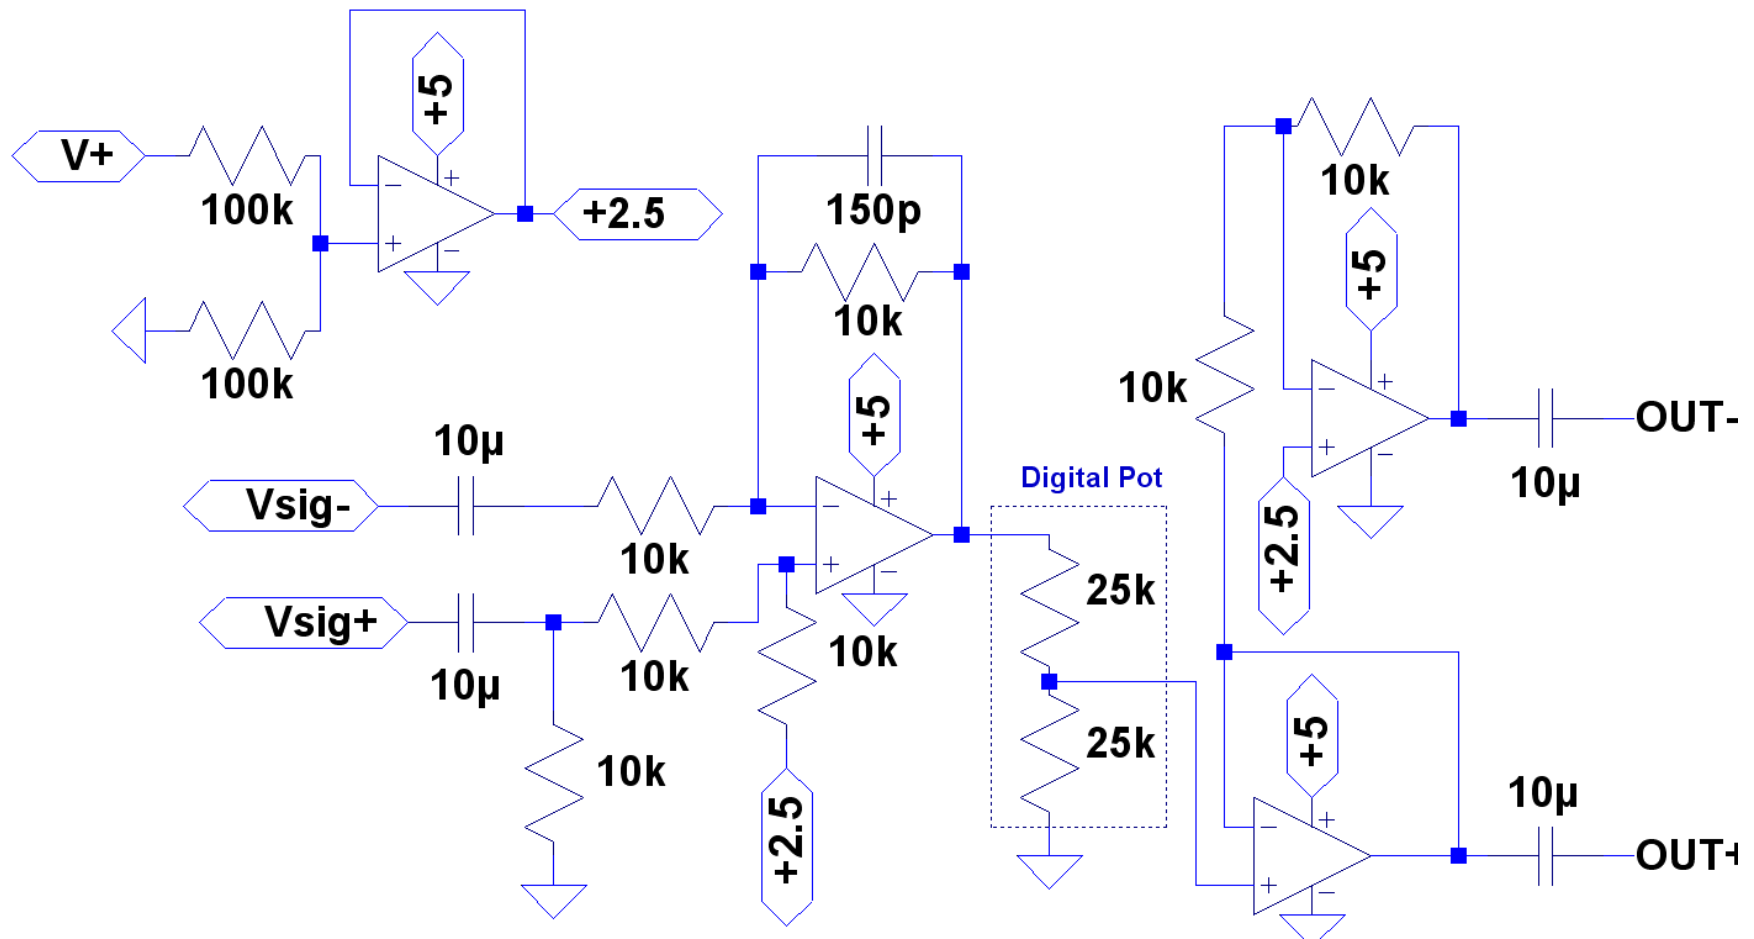 +5
V+
100k
+2.5
100k
150p
10k
+5
10µ
Vsig-
10k
Vsig+
10µ
10k
10k
10k
+2.5
Digital Pot
25k
25k
10k
+5
10k
+2.5
OUT-
10µ
+5
10µ
OUT+